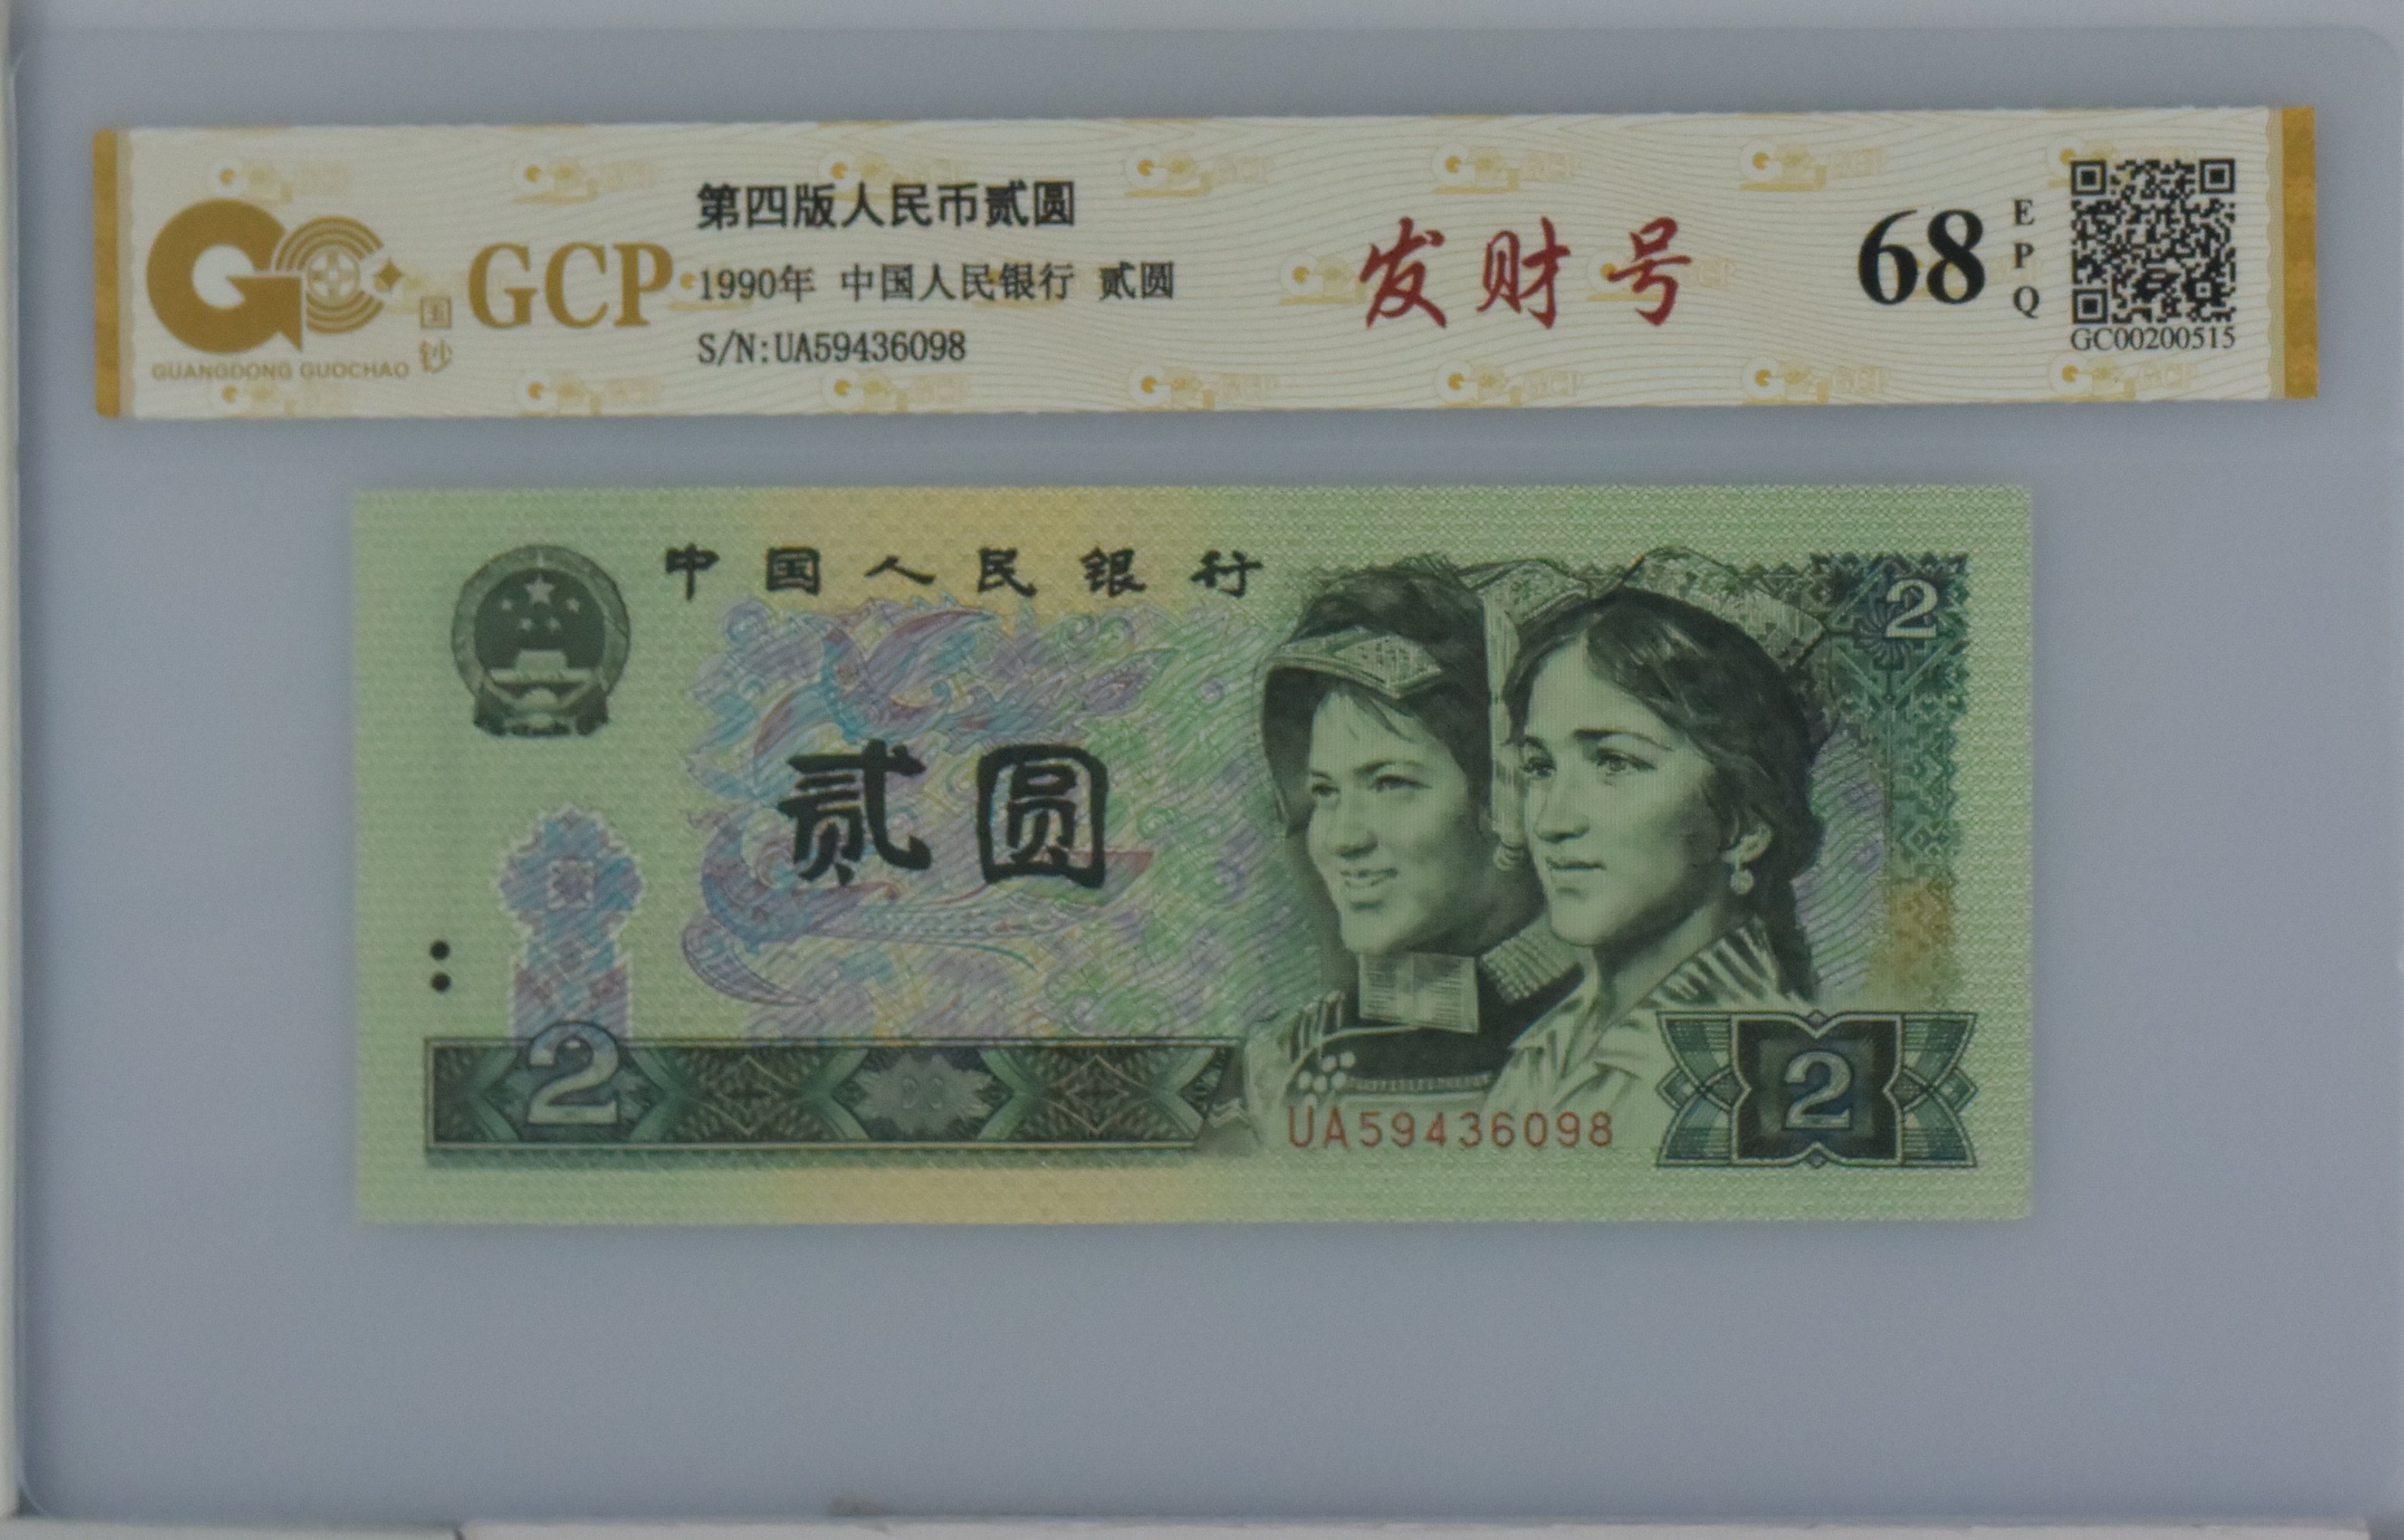 GCP
国
钞
GUANGDONG GUOCHAO
第四版人民币贰圆
1990年 中国人民银行 贰圆
S/N:UA59436098
发财号
68
E
P
Q
GC00200515
中国人民银行
2
贰圆
2
UA59436098
2